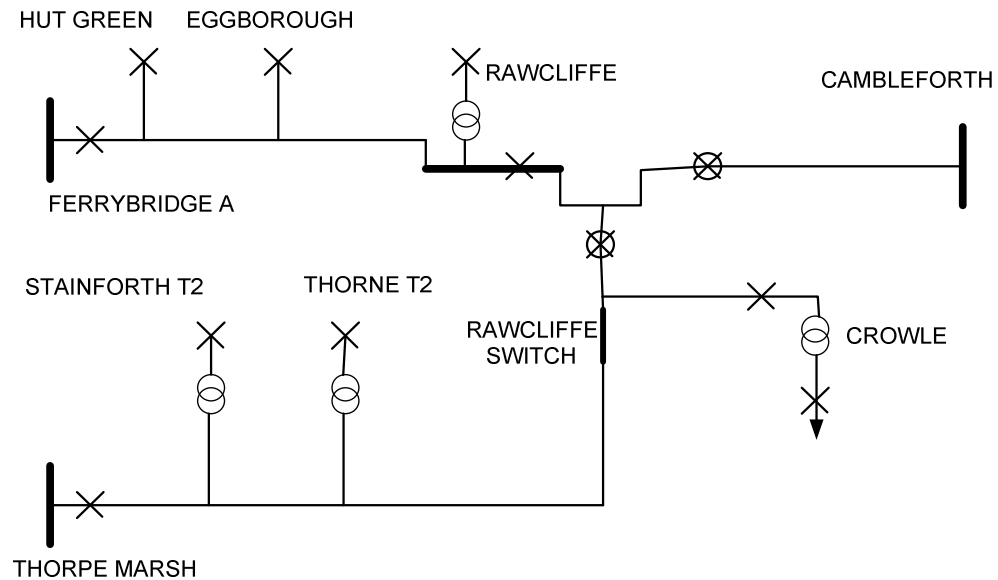 HUT GREEN
EGGBOROUGH
RAWCLIFFE
CAMBLEFORTH
FERRYBRIDGE A
STAINFORTH T2
THORNE T2
RAWCLIFFE
SWITCH
CROWLE
THORPE MARSH